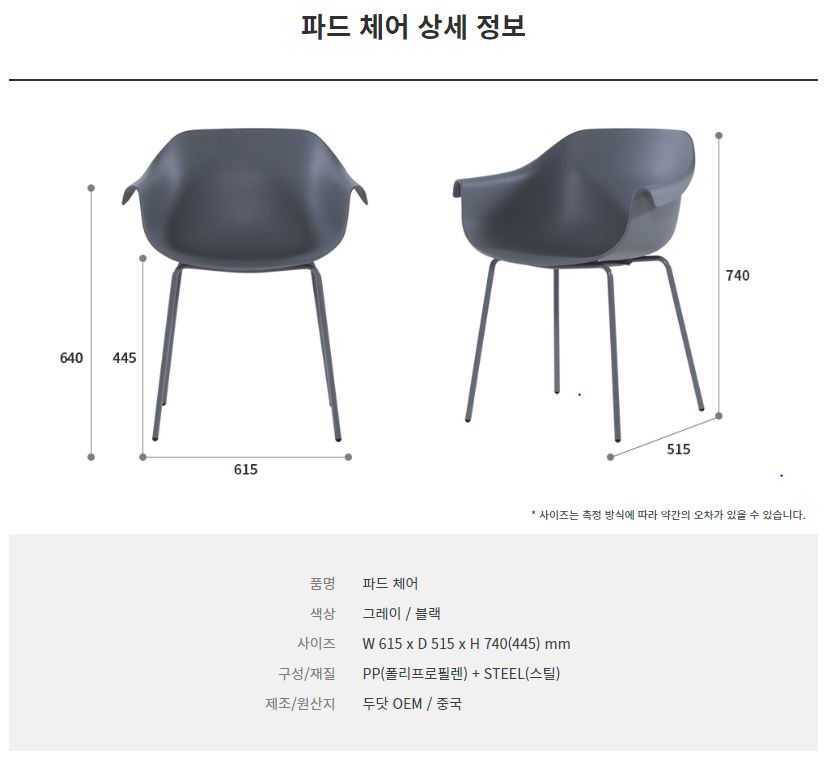 파드 체어 상세 정보
740
640
445
515
615
* 사이즈는 측정 방식에 따라 약간의 오차가 있을 수 있습니다.
품명 파드 체어
색상 그레이 / 블랙
사이즈 W 615 x D 515 x H 740(445) mm
구성/재질 PP(폴리프로필렌) + STEEL(스틸)
제조/원산지 두닷 OEM / 중국